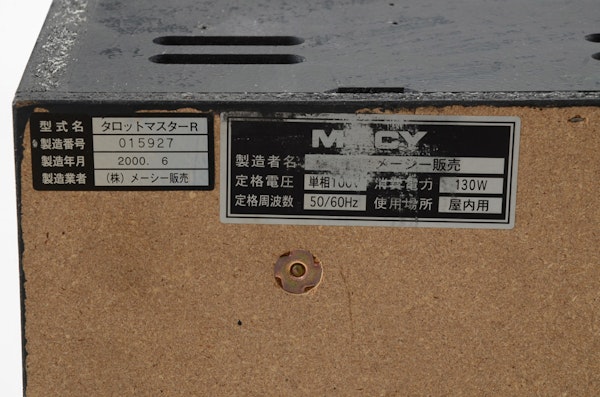 型式名 タロットマスターR
製造番号 015927
製造年月 2000. 6
製造業者 (株) メーシー販売
MACY
製造者名 メーシー販売
定格電圧 単相100V 消費電力 130W
定格周波数 50/60Hz 使用場所 屋内用